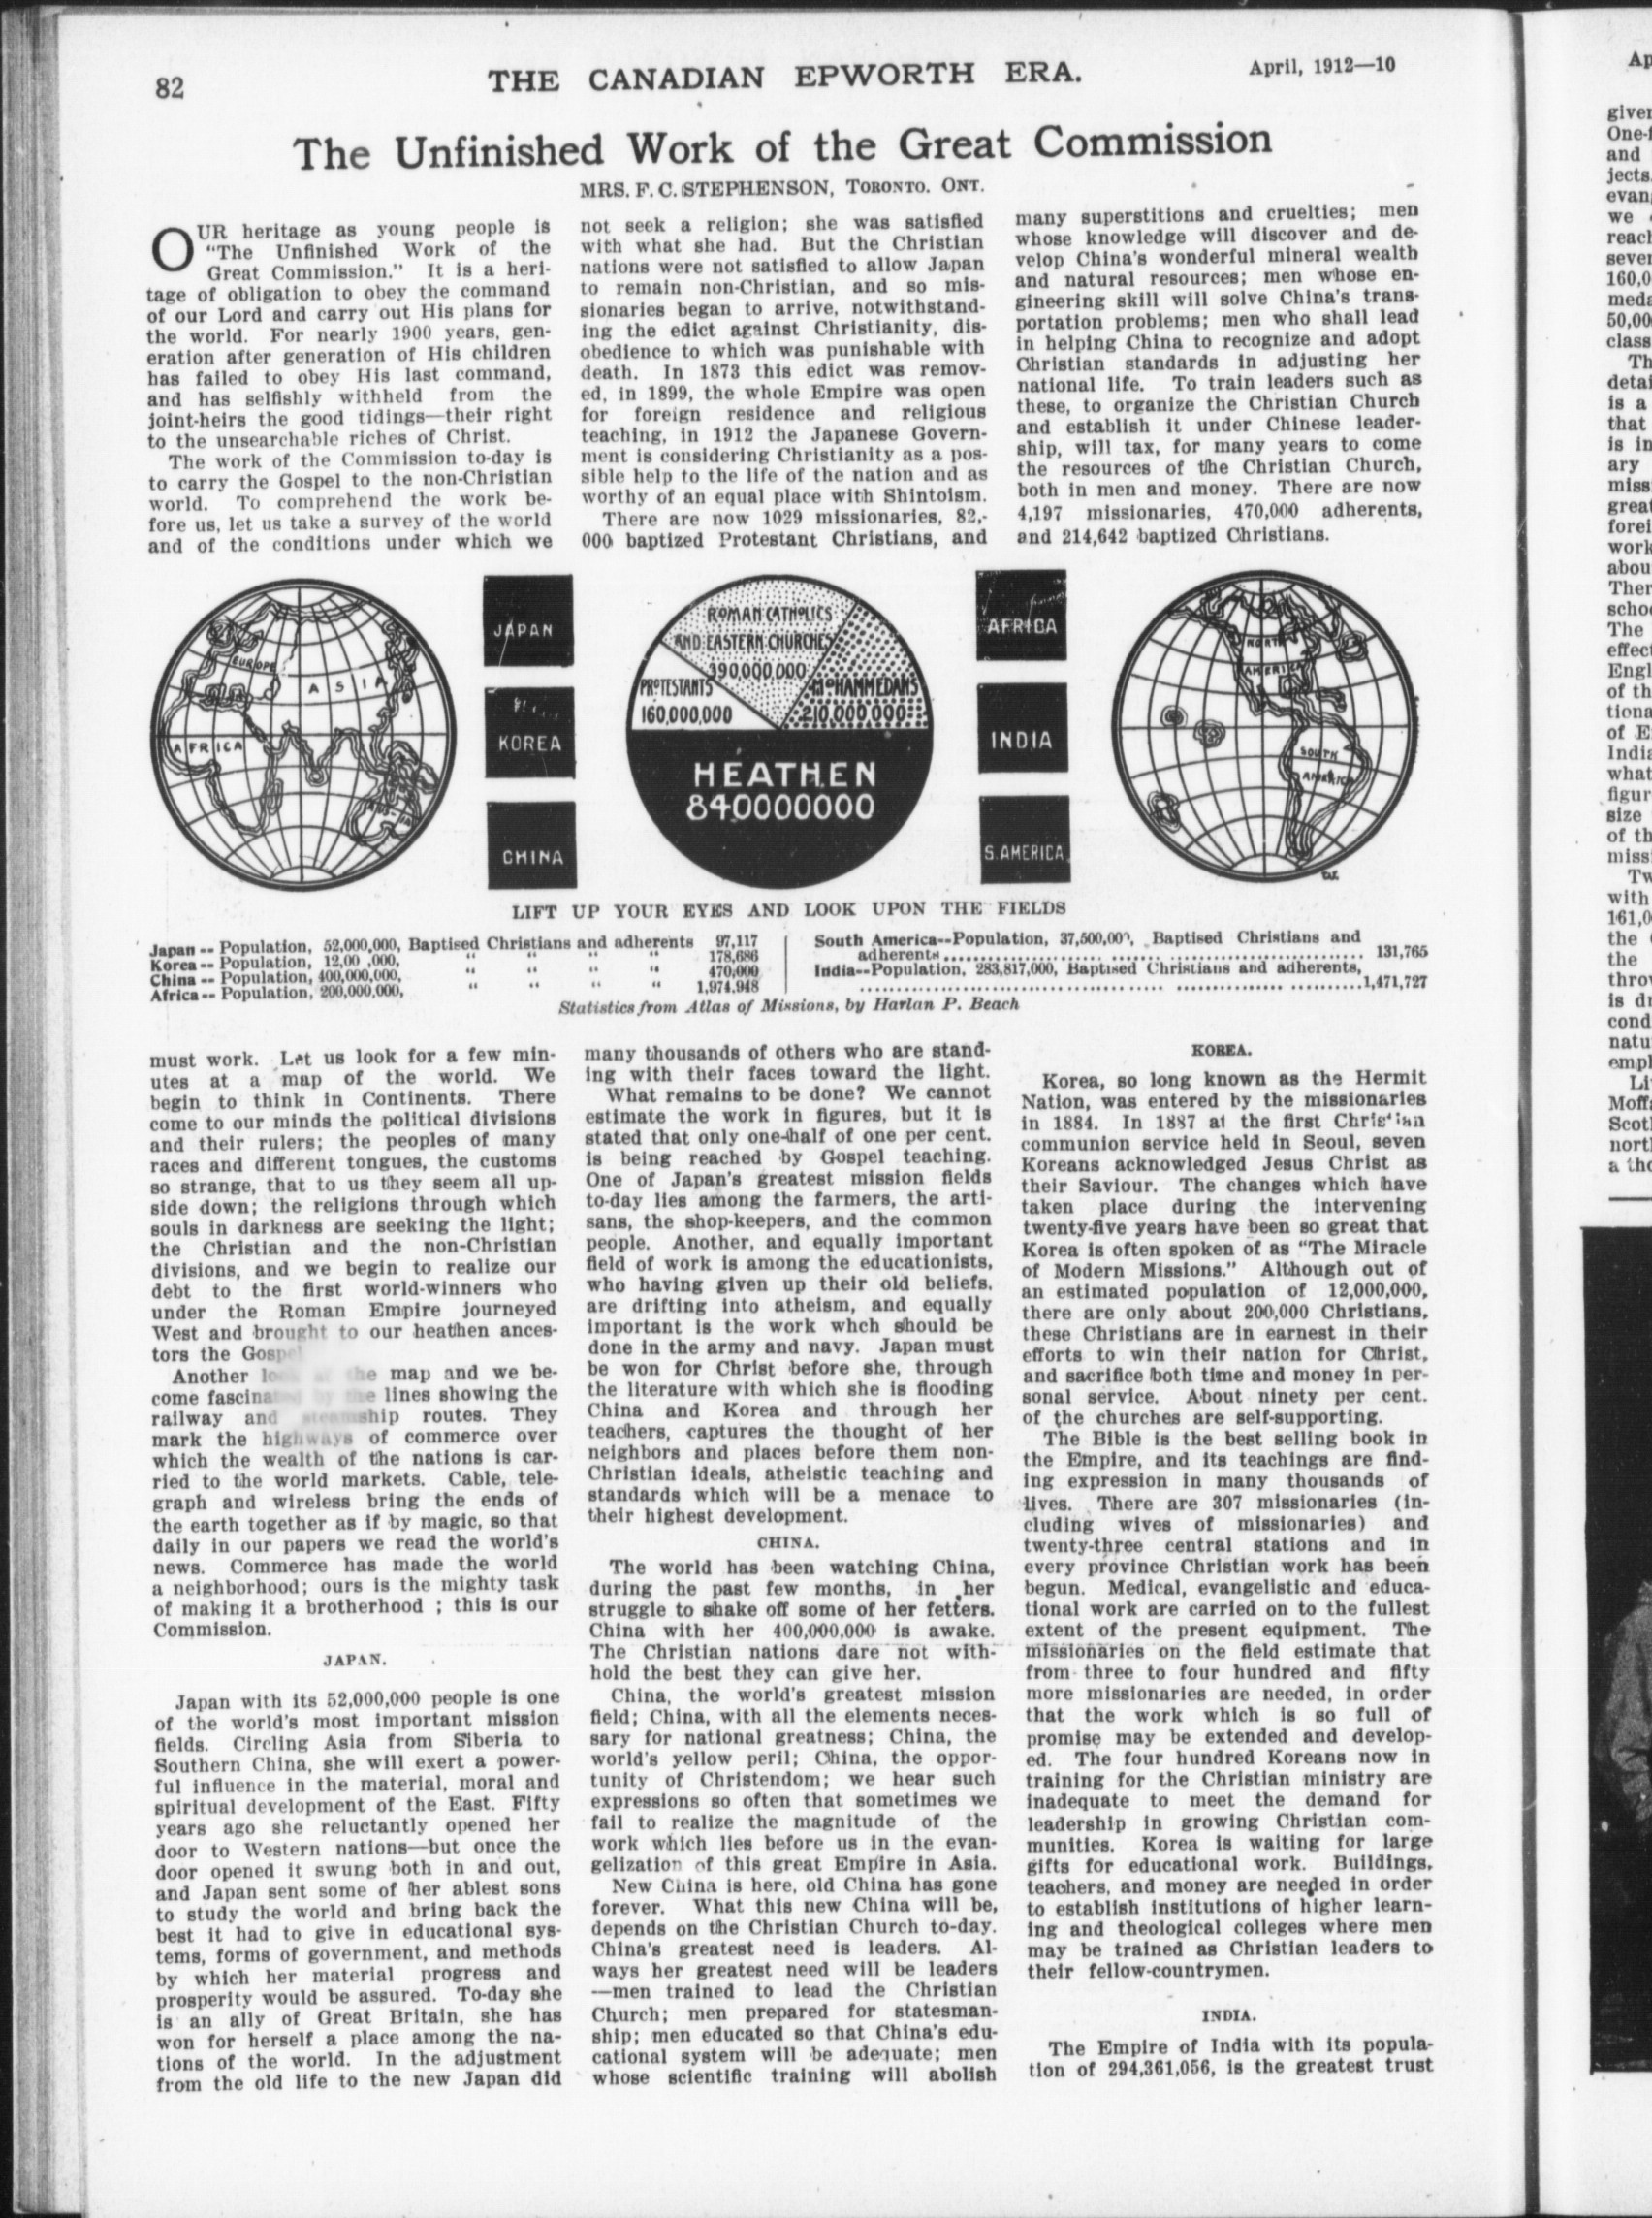 82
THE CANADIAN EPWORTH ERA.
April, 1912—10
The Unfinished Work of the Great Commission
MRS. F. C. STEPHENSON, TORONTO. ONT.
OUR heritage as young people is
"The Unfinished Work of the
Great Commission." It is a heri-
tage of obligation to obey the command
of our Lord and carry out His plans for
the world. For nearly 1900 years, gen-
eration after generation of His children
has failed to obey His last command,
and has selfishly withheld from the
joint-heirs the good tidings—their right
to the unsearchable riches of Christ.
The work of the Commission to-day is
to carry the Gospel to the non-Christian
world. To comprehend the work be-
fore us, let us take a survey of the world
and of the conditions under which we
must work. Let us look for a few min-
utes at a map of the world. We
begin to think in Continents. There
come to our minds the political divisions
and their rulers; the peoples of many
races and different tongues, the customs
so strange, that to us they seem all up-
side down; the religions through which
souls in darkness are seeking the light;
the Christian and the non-Christian
divisions, and we begin to realize our
debt to the first world-winners who
under the Roman Empire journeyed
West and brought to our heathen ances-
tors the
Another map and we be-
come lines showing the
railway and routes. They
mark the highways of commerce over
which the wealth of the nations is car-
ried to the world markets. Cable, tele-
graph and wireless bring the ends of
the earth together as if by magic, so that
daily in our papers we read the world's
news. Commerce has made the world
a neighborhood; ours is the mighty task
of making it a brotherhood ; this is our
Commission.
JAPAN.
Japan with its 52,000,000 people is one
of the world's most important mission
fields. Circling Asia from Siberia to
Southern China, she will exert a power-
ful influence in the material, moral and
spiritual development of the East. Fifty
years ago she reluctantly opened her
door to Western nations—but once the
door opened it swung both in and out,
and Japan sent some of her ablest sons
to study the world and bring back the
best it had to give in educational sys-
tems, forms of government, and methods
by which her material progress and
prosperity would be assured. To-day she
is an ally of Great Britain, she has
won for herself a place among the na-
tions of the world. In the adjustment
from the old life to the new Japan did
not seek a religion; she was satisfied
with what she had. But the Christian
nations were not satisfied to allow Japan
to remain non-Christian, and so mis-
sionaries began to arrive, notwithstand-
ing the edict against Christianity, dis-
obedience to which was punishable with
death. In 1873 this edict was remov-
ed, in 1899, the whole Empire was open
for foreign residence and religious
teaching, in 1912 the Japanese Govern-
ment is considering Christianity as a pos-
sible help to the life of the nation and as
worthy of an equal place with Shintoism.
There are now 1029 missionaries, 82,-
000 baptized Protestant Christians, and
many thousands of others who are stand-
ing with their faces toward the light.
What remains to be done? We cannot
estimate the work in figures, but it is
stated that only one-half of one per cent.
is being reached by Gospel teaching.
One of Japan's greatest mission fields
to-day lies among the farmers, the arti-
sans, the shop-keepers, and the common
people. Another, and equally important
field of work is among the educationists,
who having given up their old beliefs,
are drifting into atheism, and equally
important is the work whch should be
done in the army and navy. Japan must
be won for Christ before she, through
the literature with which she is flooding
China and Korea and through her
teachers, captures the thought of her
neighbors and places before them non-
Christian ideals, atheistic teaching and
standards which will be a menace to
their highest development.
CHINA.
The world has been watching China,
during the past few months, in her
struggle to shake off some of her fetters.
China with her 400,000,000 is awake.
The Christian nations dare not with-
hold the best they can give her.
China, the world's greatest mission
field; China, with all the elements neces-
sary for national greatness; China, the
world's yellow peril; China, the oppor-
tunity of Christendom; we hear such
expressions so often that sometimes we
fail to realize the magnitude of the
work which lies before us in the evan-
gelization of this great Empire in Asia.
New China is here, old China has gone
forever. What this new China will be,
depends on the Christian Church to-day.
China's greatest need is leaders. Al-
ways her greatest need will be leaders
—men trained to lead the Christian
Church; men prepared for statesman-
ship; men educated so that China's edu-
cational system will be adequate; men
whose scientific training will abolish
many superstitions and cruelties; men
whose knowledge will discover and de-
velop China's wonderful mineral wealth
and natural resources; men whose en-
gineering skill will solve China's trans-
portation problems; men who shall lead
in helping China to recognize and adopt
Christian standards in adjusting her
national life. To train leaders such as
these, to organize the Christian Church
and establish it under Chinese leader-
ship, will tax, for many years to come
the resources of the Christian Church,
both in men and money. There are now
4,197 missionaries, 470,000 adherents,
and 214,642 baptized Christians.
KOREA.
Korea, so long known as the Hermit
Nation, was entered by the missionaries
in 1884. In 1887 at the first Christian
communion service held in Seoul, seven
Koreans acknowledged Jesus Christ as
their Saviour. The changes which have
taken place during the intervening
twenty-five years have been so great that
Korea is often spoken of as "The Miracle
of Modern Missions." Although out of
an estimated population of 12,000,000,
there are only about 200,000 Christians,
these Christians are in earnest in their
efforts to win their nation for Christ,
and sacrifice both time and money in per-
sonal service. About ninety per cent.
of the churches are self-supporting.
The Bible is the best selling book in
the Empire, and its teachings are find-
ing expression in many thousands of
lives. There are 307 missionaries (in-
cluding wives of missionaries) and
twenty-three central stations and in
every province Christian work has been
begun. Medical, evangelistic and educa-
tional work are carried on to the fullest
extent of the present equipment. The
missionaries on the field estimate that
from three to four hundred and fifty
more missionaries are needed, in order
that the work which is so full of
promise may be extended and develop-
ed. The four hundred Koreans now in
training for the Christian ministry are
inadequate to meet the demand for
leadership in growing Christian com-
munities. Korea is waiting for large
gifts for educational work. Buildings,
teachers, and money are needed in order
to establish institutions of higher learn-
ing and theological colleges where men
may be trained as Christian leaders to
their fellow-countrymen.
INDIA.
The Empire of India with its popula-
tion of 294,361,056, is the greatest trust
EUROPE
ASIA
AFRICA
AUS-IA
JAPAN
KOREA
CHINA
ROMAN CATHOLICS
AND EASTERN CHURCHES
390,000,000
PROTESTANTS
160,000,000
MOHAMMEDANS
210,000,000
HEATHEN
840000000
AFRICA
INDIA
S. AMERICA
NORTH
AMERICA
SOUTH
AMERICA
LIFT UP YOUR EYES AND LOOK UPON THE FIELDS
Japan -- Population, 52,000,000, Baptised Christians and adherents 97,117
Korea -- Population, 12,00 ,000, " " " " 178,686
China -- Population, 400,000,000, " " " " 470,000
Africa -- Population, 200,000,000, " " " " 1,974,948
South America--Population, 37,500,000, Baptised Christians and
adherents 131,765
India--Population, 283,817,000, Baptised Christians and adherents,
1,471,727
Statistics from Atlas of Missions, by Harlan P. Beach